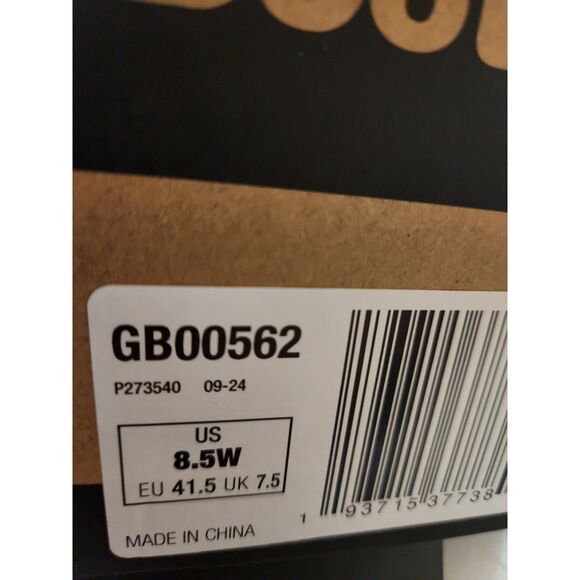 GB00562
P273540 09-24
US
8.5W
EU 41.5 UK 7.5
1 93715 37738
MADE IN CHINA